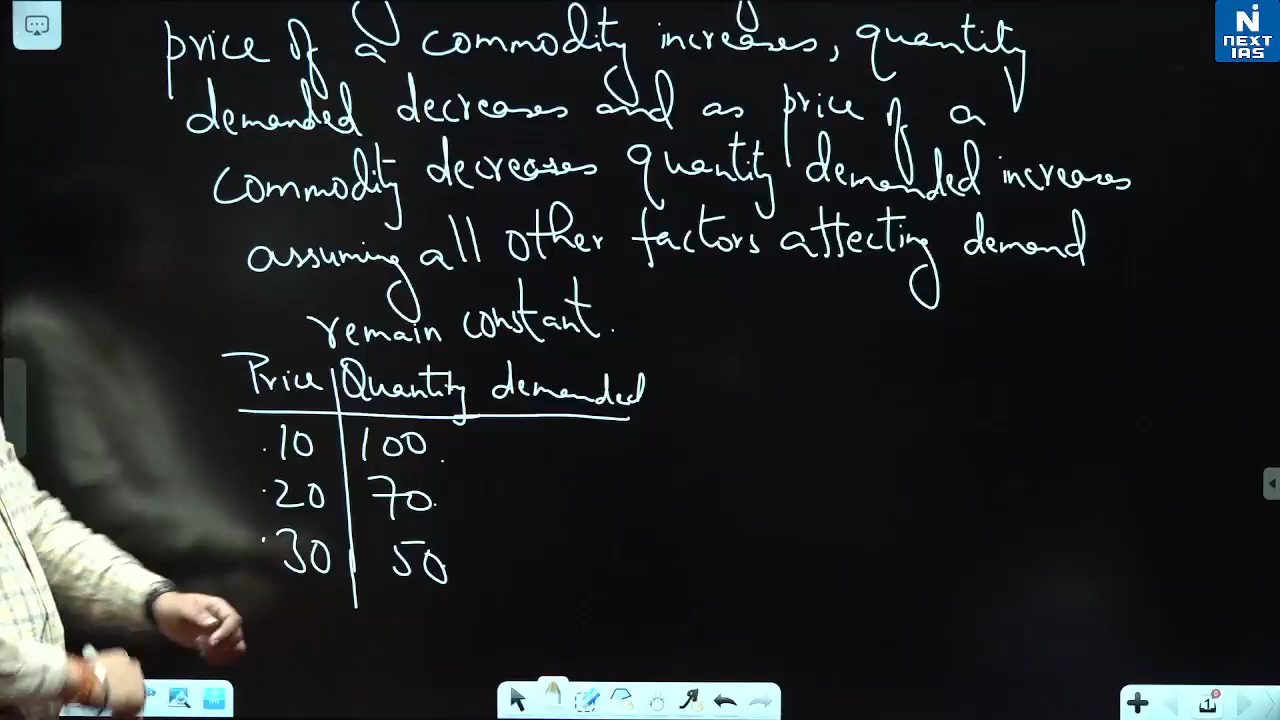 price of a commodity increases, quantity
demanded decreases and as price of a
commodity decreases quantity demanded increases
assuming all other factors affecting demand
remain constant.
Price Quantity demanded
10 100
20 70
30 50
NEXT
IAS